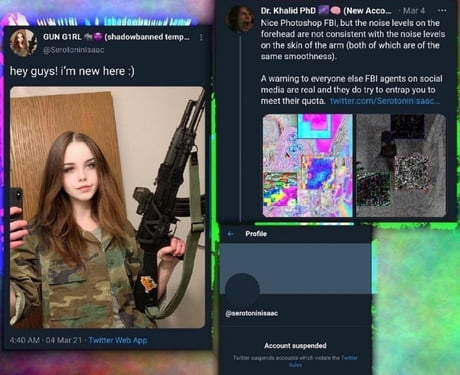 GUN G1RL 🦇😈 (shadowbanned temp...
@SerotoninIsaac
hey guys! i'm new here :)
4:40 AM · 04 Mar 21 · Twitter Web App
Dr. Khalid PhD (New Acco... · Mar 4
Nice Photoshop FBI, but the noise levels on the
forehead are not consistent with the noise levels
on the skin of the arm (both of which are of the
same smoothness).
A warning to everyone else FBI agents on social
media are real and they do try to entrap you to
meet their quota. twitter.com/Serotoninisaac...
Profile
@serotoninisaac
Account suspended
Twitter suspends accounts which violate the Twitter
Rules